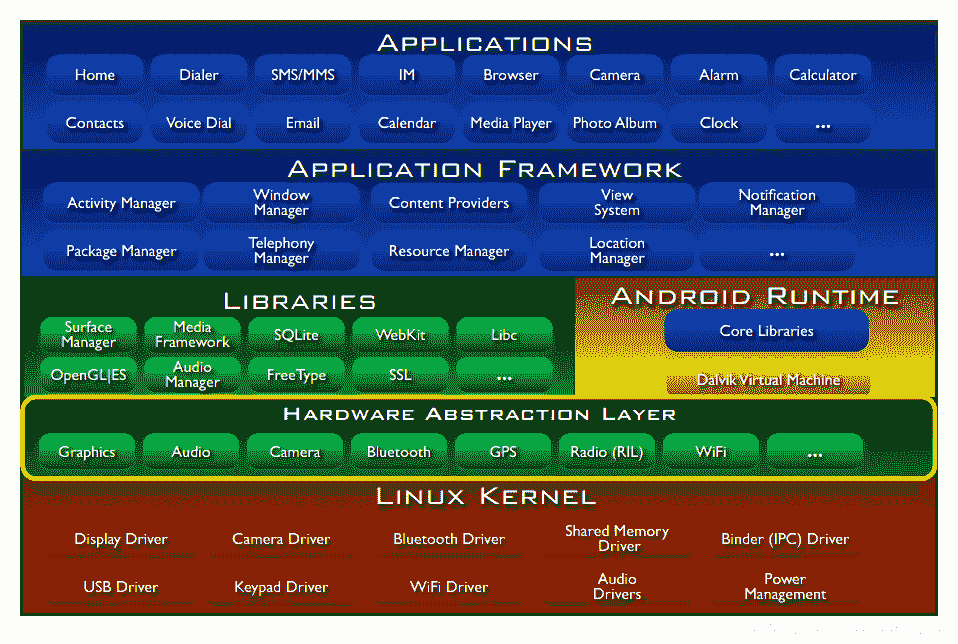 APPLICATIONS
Home Dialer SMS/MMS IM Browser Camera Alarm Calculator
Contacts Voice Dial Email Calendar Media Player Photo Album Clock ...
APPLICATION FRAMEWORK
Activity Manager Window Manager Content Providers View System Notification Manager
Package Manager Telephony Manager Resource Manager Location Manager ...
LIBRARIES
Surface Manager Media Framework SQLite WebKit Libc
OpenGL|ES Audio Manager FreeType SSL ...
ANDROID RUNTIME
Core Libraries
Dalvik Virtual Machine
HARDWARE ABSTRACTION LAYER
Graphics Audio Camera Bluetooth GPS Radio (RIL) WiFi ...
LINUX KERNEL
Display Driver Camera Driver Bluetooth Driver Shared Memory Driver Binder (IPC) Driver
USB Driver Keypad Driver WiFi Driver Audio Drivers Power Management